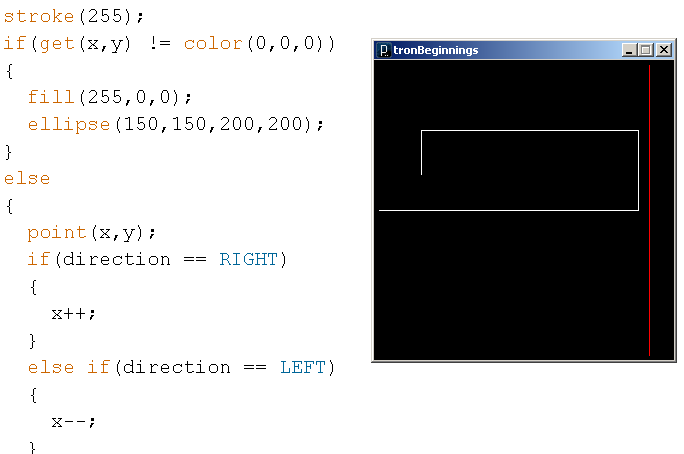 stroke(255);
if(get(x,y) != color(0,0,0))
{
  fill(255,0,0);
  ellipse(150,150,200,200);
}
else
{
  point(x,y);
  if(direction == RIGHT)
  {
    x++;
  }
  else if(direction == LEFT)
  {
    x--;
  }
tronBeginnings